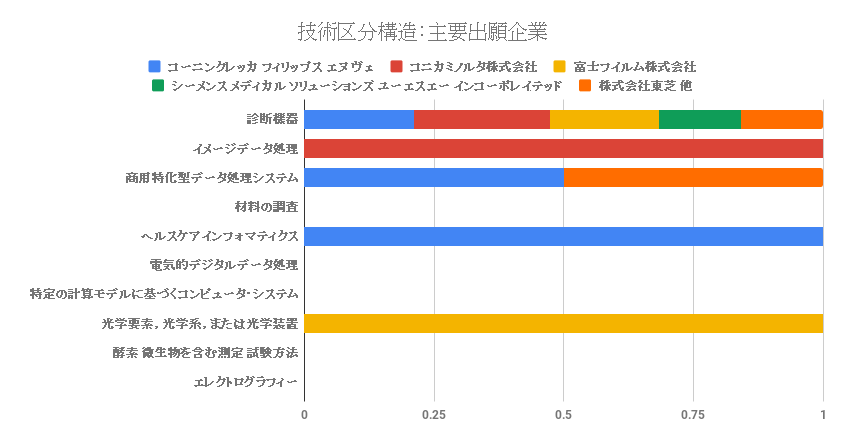 技術区分構造：主要出願企業
コーニングレッカ フィリップス エヌ ヴェ コニカミノルタ株式会社 富士フイルム株式会社
シーメンス メディカル ソリューションズ ユーエスエー インコーポレイテッド 株式会社東芝 他
診断機器
イメージデータ処理
商用特化型データ処理システム
材料の調査
ヘルスケアインフォマティクス
電気的デジタルデータ処理
特定の計算モデルに基づくコンピュータ・システム
光学要素，光学系，または光学装置
酵素 微生物を含む測定 試験方法
エレクトログラフィー
0 0.25 0.5 0.75 1